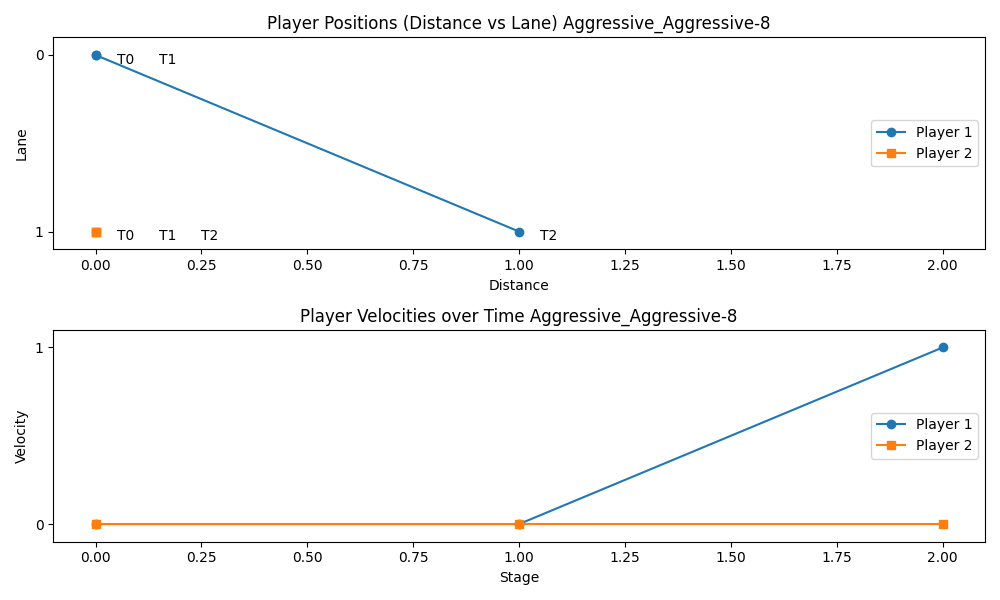 Player Positions (Distance vs Lane) Aggressive_Aggressive-8
0
T0 T1
Lane
Player 1
Player 2
1
T0 T1 T2
T2
0.00 0.25 0.50 0.75 1.00 1.25 1.50 1.75 2.00
Distance
Player Velocities over Time Aggressive_Aggressive-8
1
Velocity
Player 1
Player 2
0
0.00 0.25 0.50 0.75 1.00 1.25 1.50 1.75 2.00
Stage